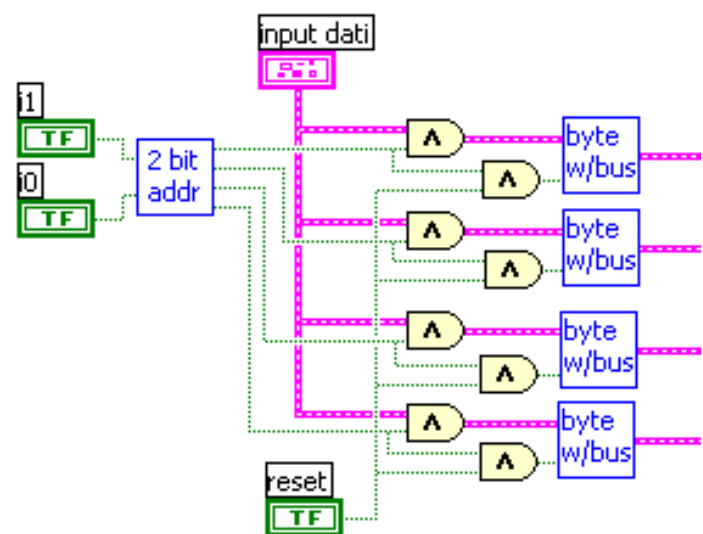 input dati
i1
TF
2 bit
addr
i0
TF
Λ
byte
w/bus
Λ
Λ
byte
w/bus
Λ
Λ
byte
w/bus
Λ
Λ
byte
w/bus
Λ
reset
TF